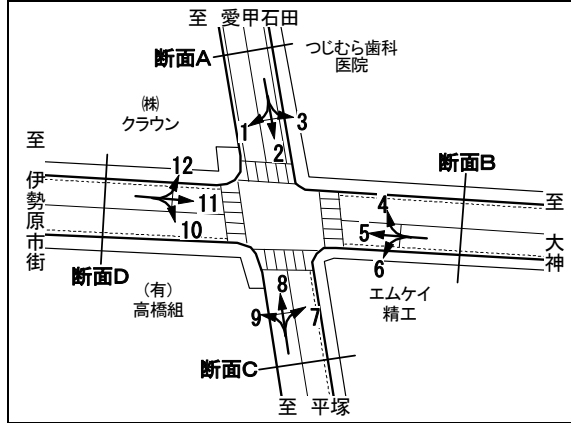 至 愛甲石田
断面A
つじむら歯科
医院
㈱
クラウン
1
3
2
至
伊勢原市街
12
11
10
断面B
4
5
6
至
大神
断面D
(有)
高橋組
8
9
7
エムケイ
精工
断面C
至 平塚